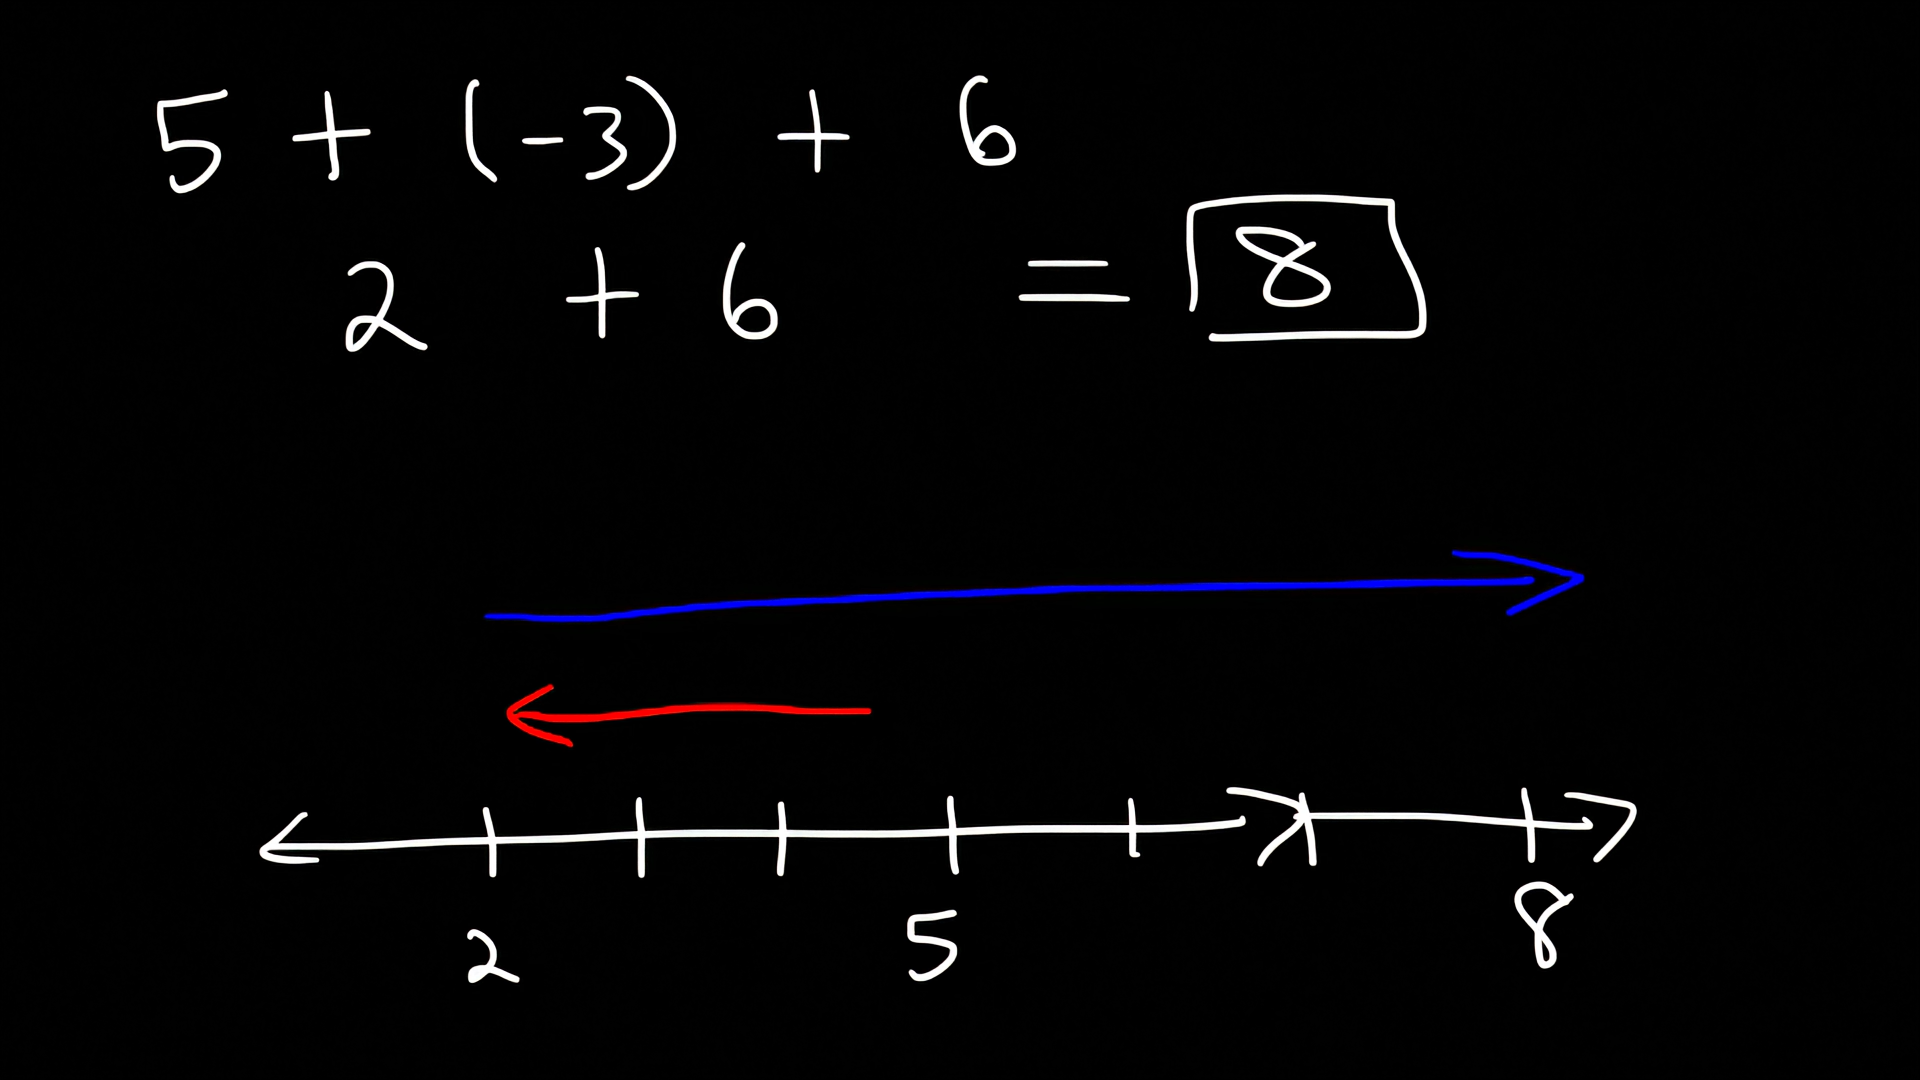 5 + (-3) + 6
2 + 6 = 8
2 5 8